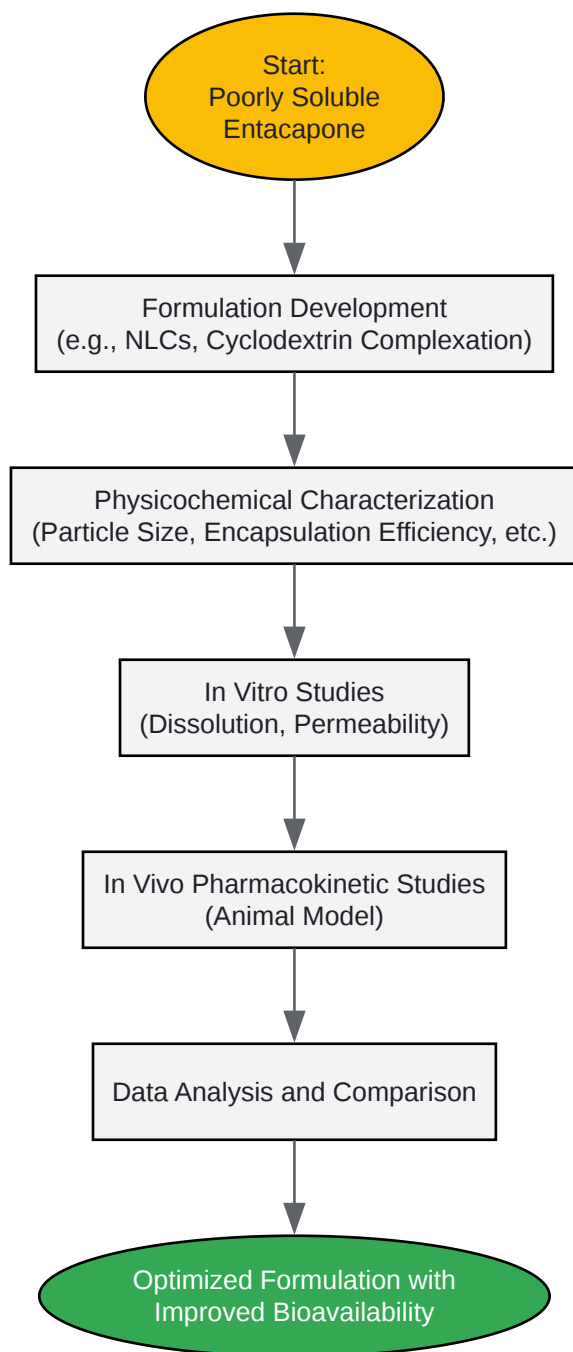 Start:
Poorly Soluble
Entacapone
Formulation Development
(e.g., NLCs, Cyclodextrin Complexation)
Physicochemical Characterization
(Particle Size, Encapsulation Efficiency, etc.)
In Vitro Studies
(Dissolution, Permeability)
In Vivo Pharmacokinetic Studies
(Animal Model)
Data Analysis and Comparison
Optimized Formulation with
Improved Bioavailability